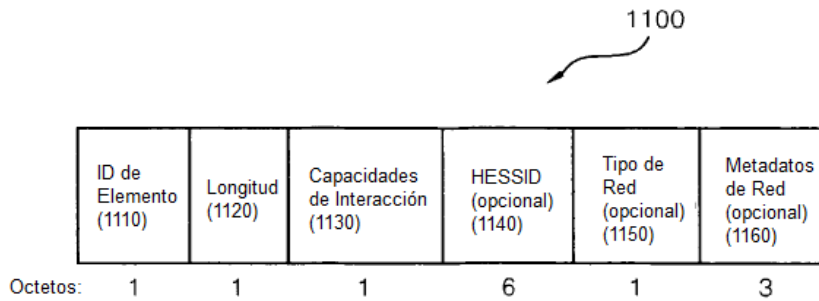 1100
ID de
Elemento
(1110)
Longitud
(1120)
Capacidades
de Interacción
(1130)
HESSID
(opcional)
(1140)
Tipo de
Red
(opcional)
(1150)
Metadatos
de Red
(opcional)
(1160)
Octetos: 1 1 1 6 1 3